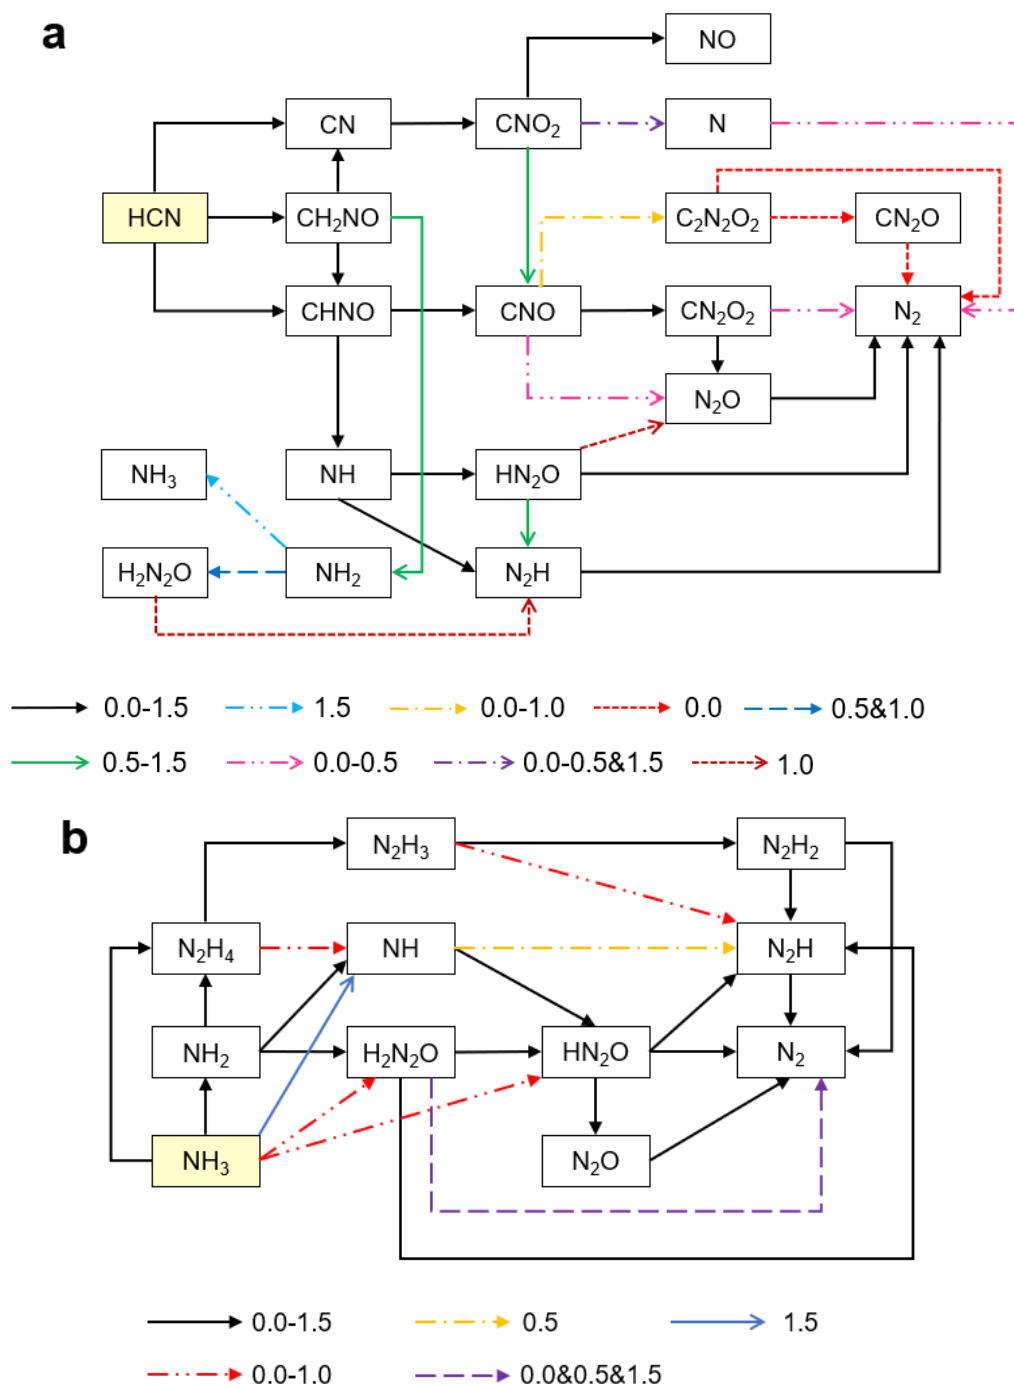 a
NO
CN CNO₂ N
HCN CH₂NO C₂N₂O₂ CN₂O
CHNO CNO CN₂O₂ N₂
N₂O
NH₃ NH HN₂O
H₂N₂O NH₂ N₂H
0.0-1.5 1.5 0.0-1.0 0.0 0.5&1.0
0.5-1.5 0.0-0.5 0.0-0.5&1.5 1.0
b
N₂H₃ N₂H₂
N₂H₄ NH N₂H
NH₂ H₂N₂O HN₂O N₂
NH₃ N₂O
0.0-1.5 0.5 1.5
0.0-1.0 0.0&0.5&1.5